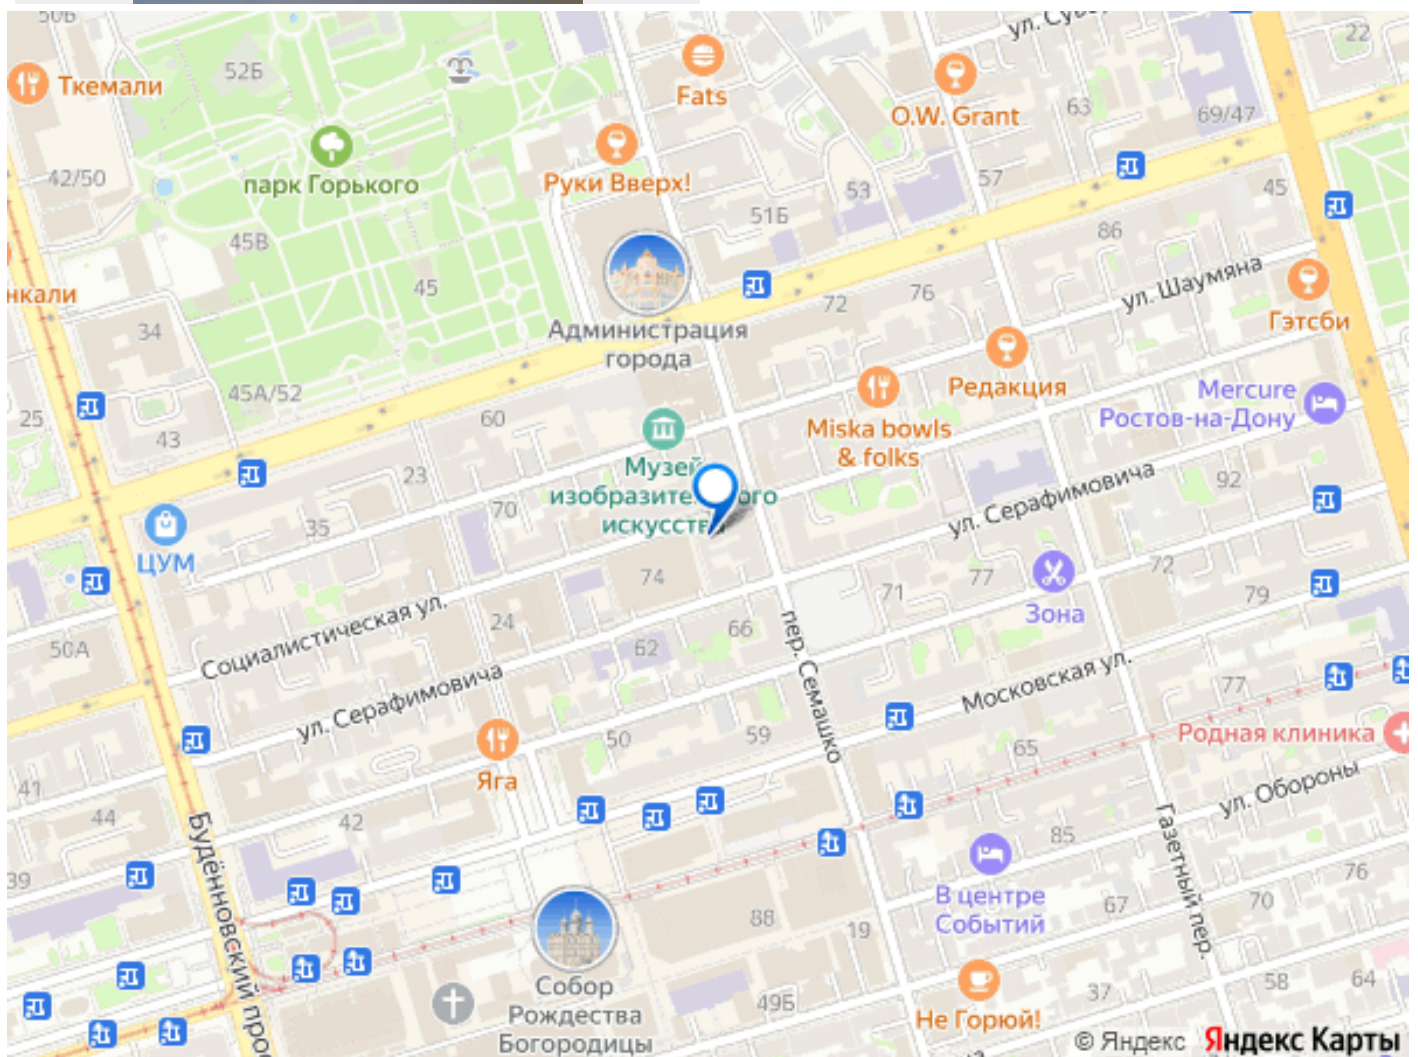 50Б
ул. Сув
22
52Б
Ткемали
Fats
O.W. Grant
63
69/47
парк Горького
Руки Вверх!
42/50
53
57
45
51Б
45В
86
45
нкали
34
72
76
ул. Шаумяна
Администрация
города
Гэтсби
Редакция
45А/52
25
43
60
Mercure
Ростов-на-Дону
Miska bowls
& folks
Музей
изобразительного
искусства
23
70
35
ул. Серафимовича
92
ЦУМ
74
71
77
72
Зона
79
Социалистическая ул.
24
66
62
50А
пер. Семашко
Московская ул.
77
ул. Серафимовича
50
59
65
Родная клиника
Яга
41
44
42
ул. Обороны
85
Будённовский прос
39
Газетный пер.
76
В центре
Событий
67
70
88
19
Собор
Рождества
Богородицы
49Б
Не Горюй!
37
58
64
© Яндекс Яндекс Карты